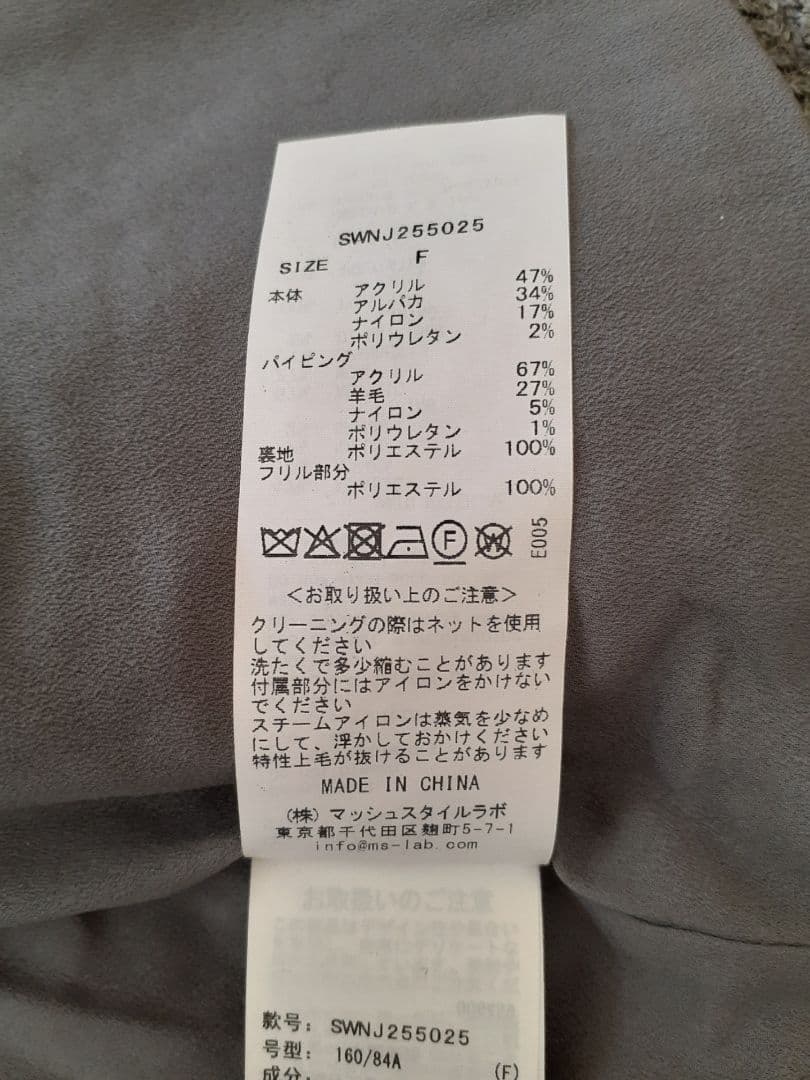 SWNJ255025
SIZE F
本体 アクリル 47%
アルパカ 34%
ナイロン 17%
ポリウレタン 2%
パイピング
アクリル 67%
羊毛 27%
ナイロン 5%
ポリウレタン 1%
裏地 ポリエステル 100%
フリル部分
ポリエステル 100%
F W E005
<お取り扱い上のご注意>
クリーニングの際はネットを使用
してください
洗たくで多少縮むことがあります
付属部分にはアイロンをかけない
でください
スチームアイロンは蒸気を少なめ
にして、浮かしておかけください
特性上毛が抜けることがあります
MADE IN CHINA
(株) マッシュスタイルラボ
東京都千代田区麹町5-7-1
info@ms-lab.com
お取扱いのご注意
款号: SWNJ255025
号型: 160/84A
成分: (F)